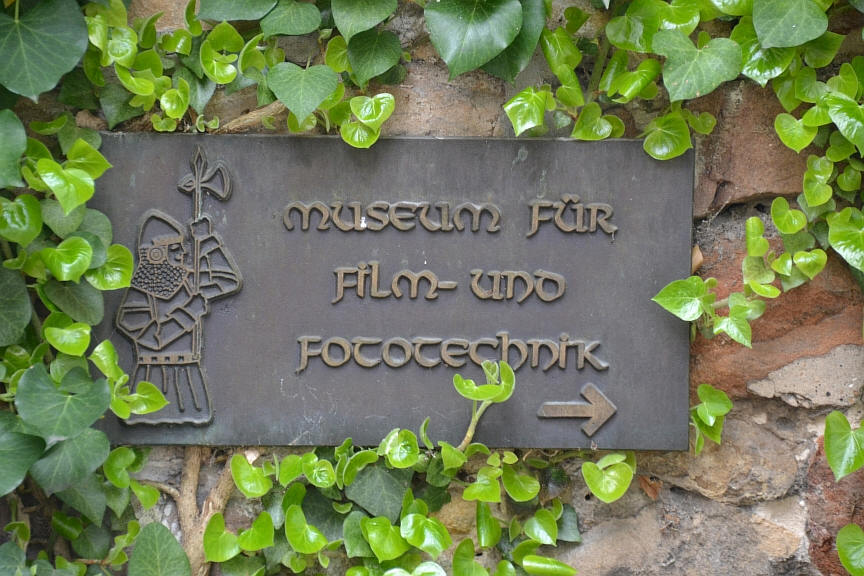 Museum für
Film- und
Fototechnik